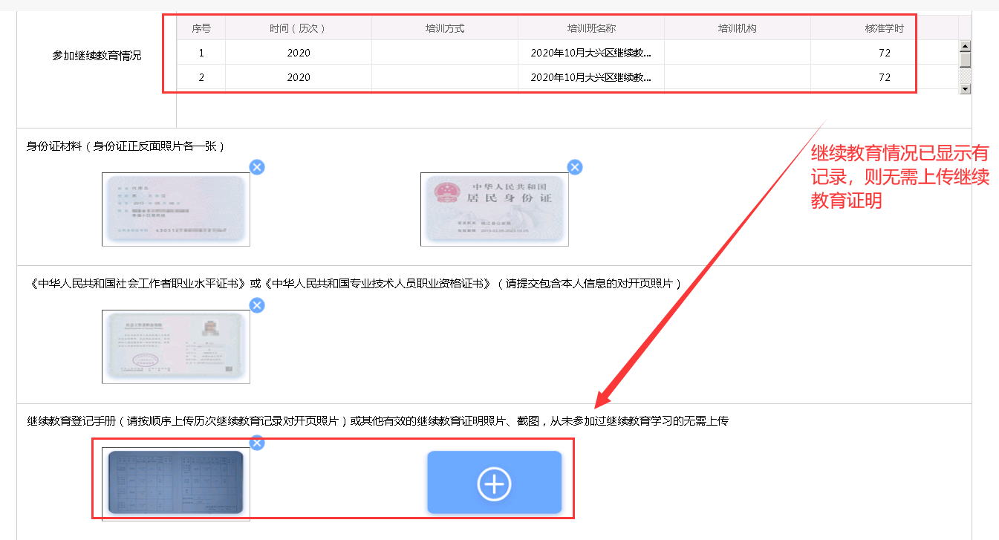 序号 时间（历次） 培训方式 培训班名称 培训机构 核准学时
参加继续教育情况
1 2020 2020年10月大兴区继续教... 72
2 2020 2020年10月大兴区继续教... 72
身份证材料（身份证正反面照片各一张）
继续教育情况已显示有
记录，则无需上传继续
教育证明
中华人民共和国
居民身份证
《中华人民共和国社会工作者职业水平证书》或《中华人民共和国专业技术人员职业资格证书》（请提交包含本人信息的对开页照片）
继续教育登记手册（请按顺序上传历次继续教育记录对开页照片）或其他有效的继续教育证明照片、截图，从未参加过继续教育学习的无需上传